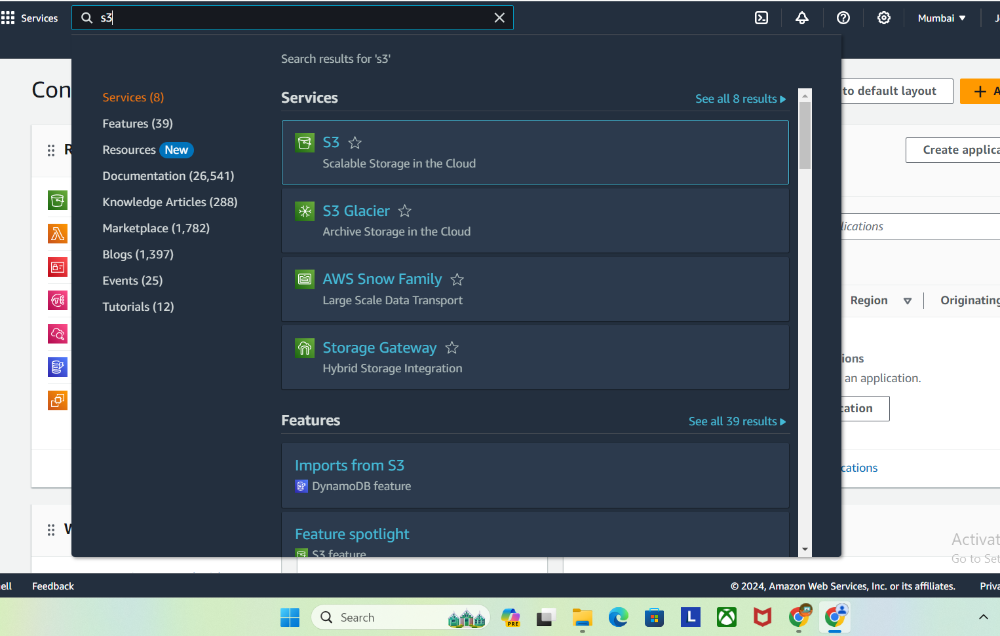 Services
s3
Mumbai
Search results for 's3'
Con
Services (8)
Features (39)
Resources New
Documentation (26,541)
Knowledge Articles (288)
Marketplace (1,782)
Blogs (1,397)
Events (25)
Tutorials (12)
Services
See all 8 results
S3
Scalable Storage in the Cloud
S3 Glacier
Archive Storage in the Cloud
AWS Snow Family
Large Scale Data Transport
Storage Gateway
Hybrid Storage Integration
Features
See all 39 results
Imports from S3
DynamoDB feature
Feature spotlight
S3 feature
to default layout
+ A
Create applica
lications
Region
Originating
ions
an application.
cation
cations
Activat
Go to Set
ell
Feedback
© 2024, Amazon Web Services, Inc. or its affiliates.
Priva
Search
PRE
L